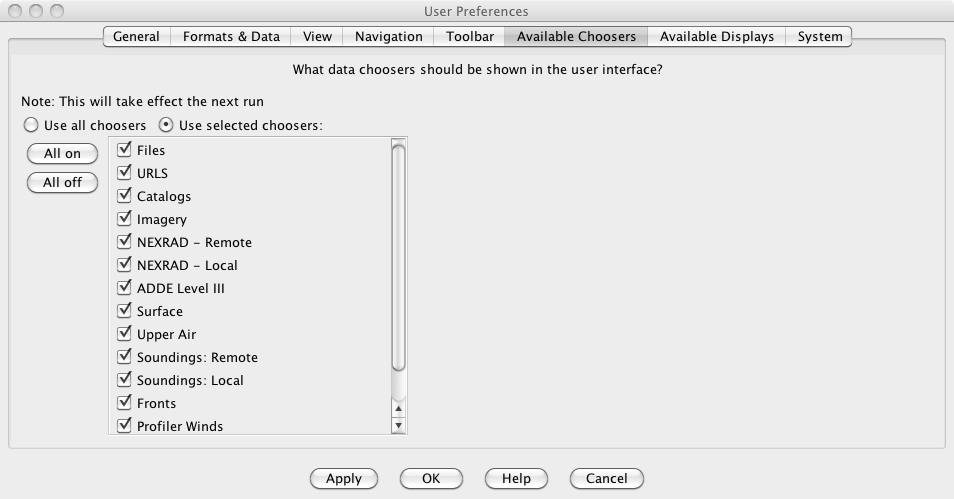 User Preferences
General Formats & Data View Navigation Toolbar Available Choosers Available Displays System
What data choosers should be shown in the user interface?
Note: This will take effect the next run
Use all choosers Use selected choosers:
All on
All off
Files
URLS
Catalogs
Imagery
NEXRAD - Remote
NEXRAD - Local
ADDE Level III
Surface
Upper Air
Soundings: Remote
Soundings: Local
Fronts
Profiler Winds
Apply OK Help Cancel